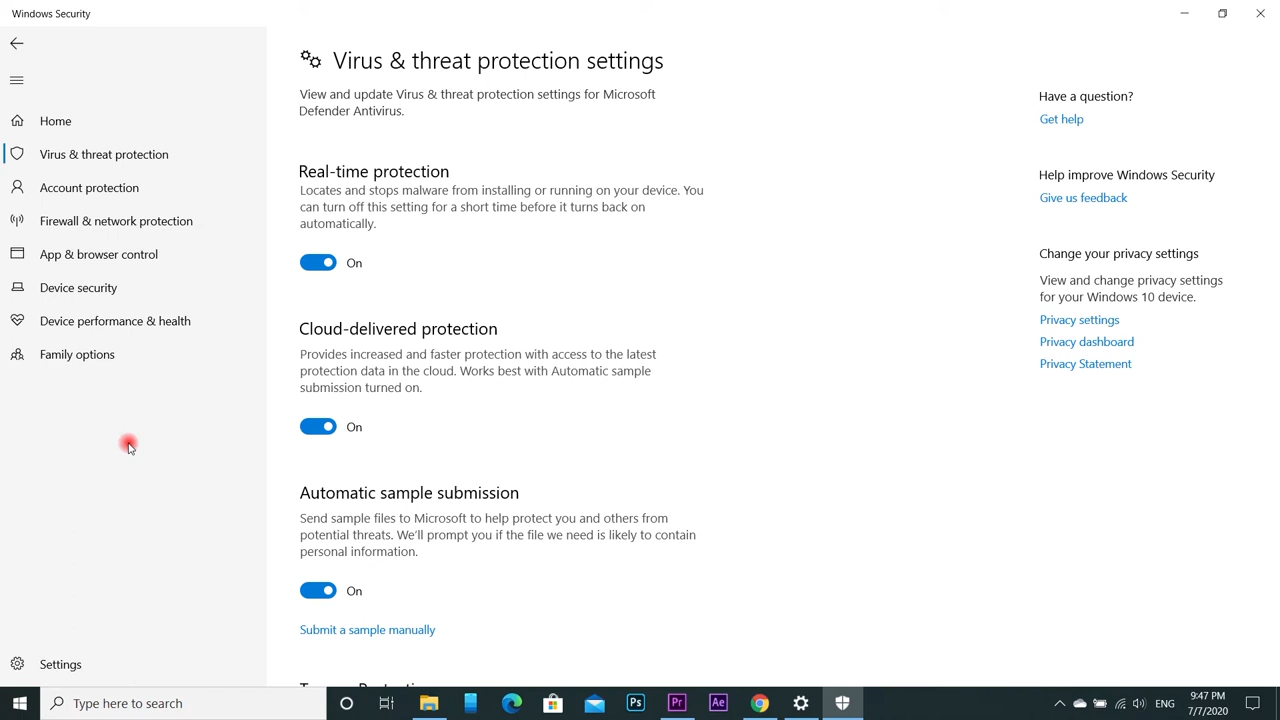 Windows Security
Home
Virus & threat protection
Account protection
Firewall & network protection
App & browser control
Device security
Device performance & health
Family options
Settings
Virus & threat protection settings
View and update Virus & threat protection settings for Microsoft
Defender Antivirus.
Real-time protection
Locates and stops malware from installing or running on your device. You
can turn off this setting for a short time before it turns back on
automatically.
On
Cloud-delivered protection
Provides increased and faster protection with access to the latest
protection data in the cloud. Works best with Automatic sample
submission turned on.
On
Automatic sample submission
Send sample files to Microsoft to help protect you and others from
potential threats. We'll prompt you if the file we need is likely to contain
personal information.
On
Submit a sample manually
Have a question?
Get help
Help improve Windows Security
Give us feedback
Change your privacy settings
View and change privacy settings
for your Windows 10 device.
Privacy settings
Privacy dashboard
Privacy Statement
Type here to search
Ps
Pr
Ae
ENG
9:47 PM
7/7/2020